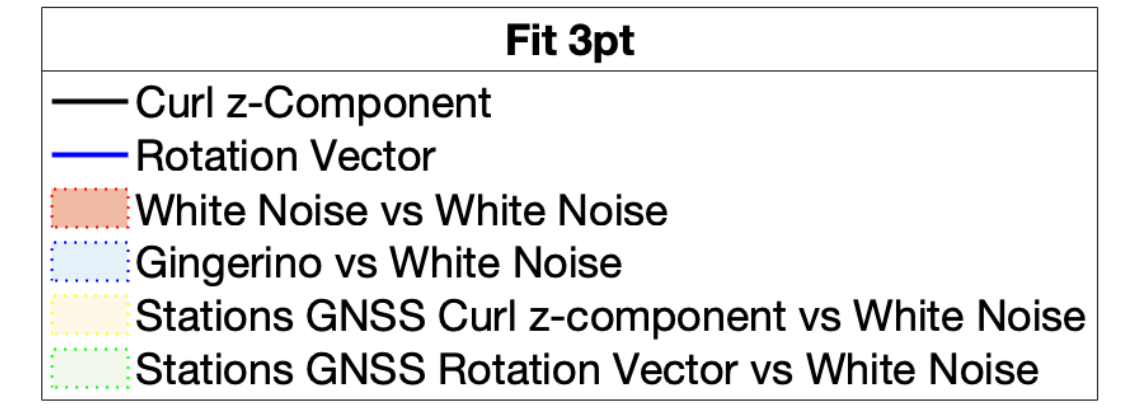 Fit 3pt
Curl z-Component
Rotation Vector
White Noise vs White Noise
Gingerino vs White Noise
Stations GNSS Curl z-component vs White Noise
Stations GNSS Rotation Vector vs White Noise